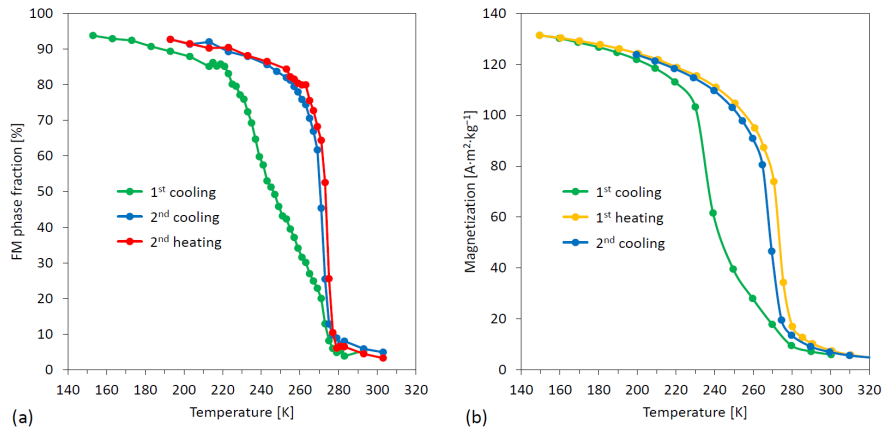 100
90
80
70
60
50
40
30
20
10
0
FM phase fraction [%]
1st cooling
2nd cooling
2nd heating
140 160 180 200 220 240 260 280 300 320
Temperature [K]
(a)
140
120
100
80
60
40
20
0
Magnetization [A·m²·kg⁻¹]
1st cooling
1st heating
2nd cooling
140 160 180 200 220 240 260 280 300 320
Temperature [K]
(b)